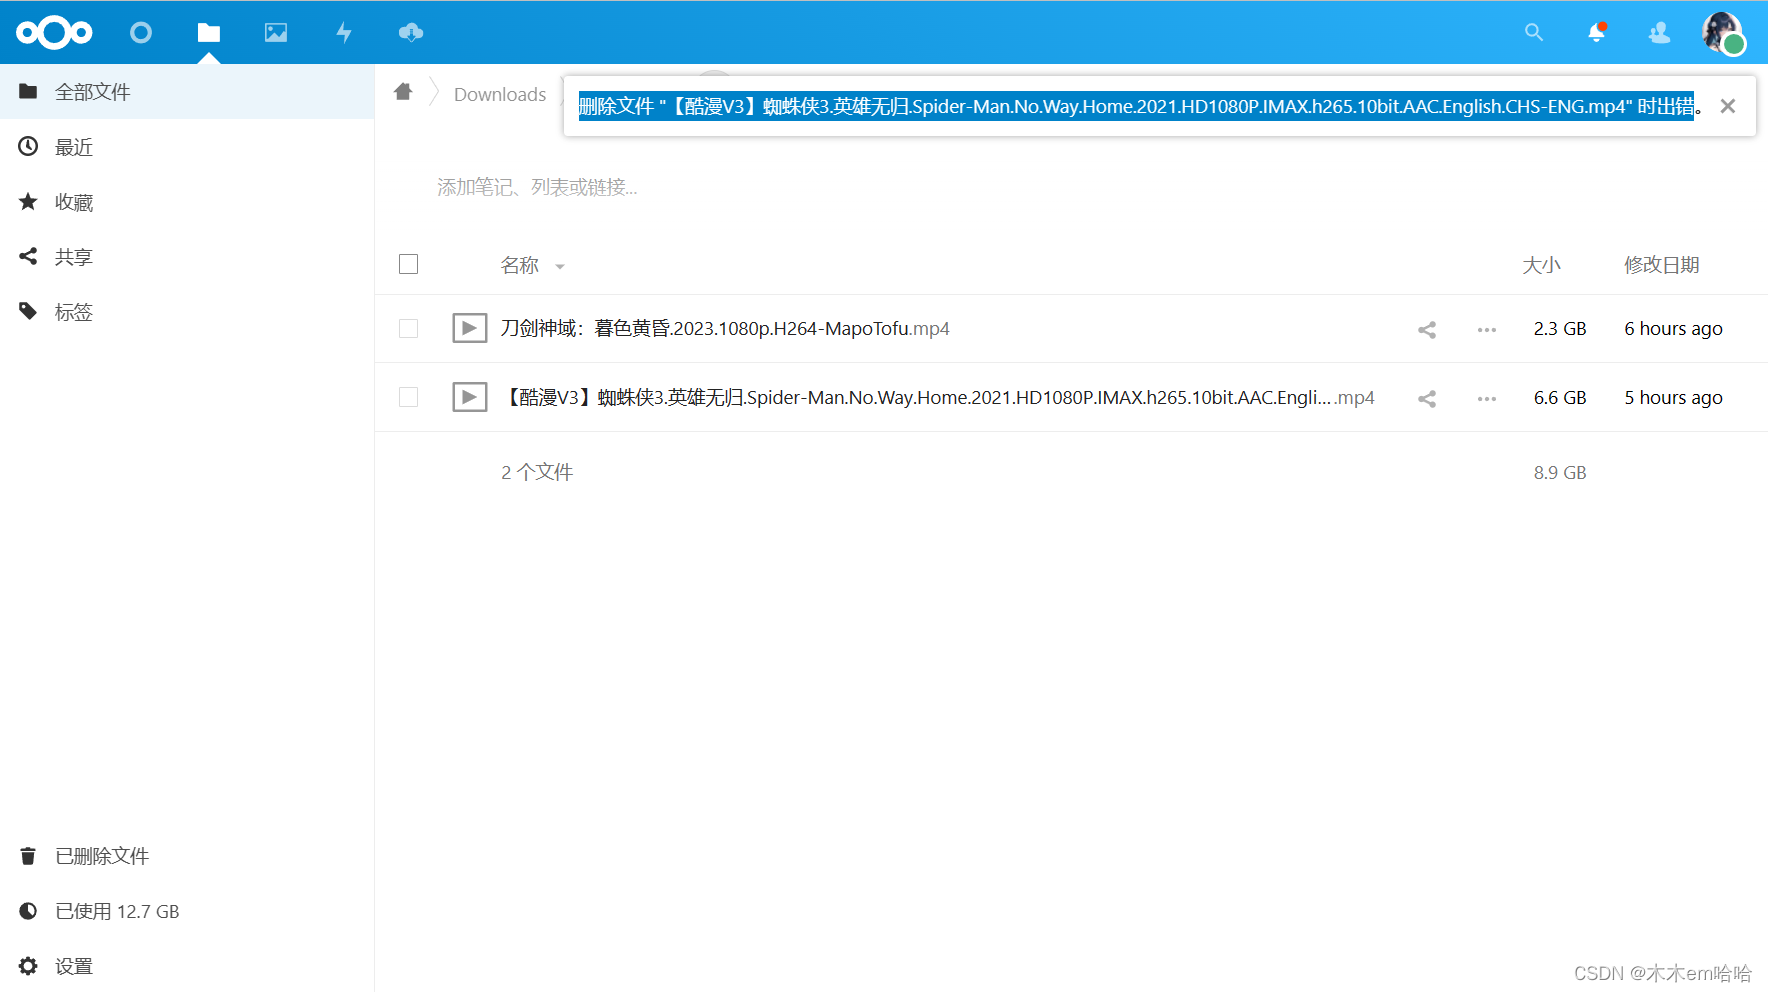 全部文件
最近
收藏
共享
标签
已删除文件
已使用 12.7 GB
设置
Downloads
删除文件 "【酷漫V3】蜘蛛侠3.英雄无归.Spider-Man.No.Way.Home.2021.HD1080P.IMAX.h265.10bit.AAC.English.CHS-ENG.mp4" 时出错。
添加笔记、列表或链接...
名称 大小 修改日期
刀剑神域：暮色黄昏.2023.1080p.H264-MapoTofu.mp4 2.3 GB 6 hours ago
【酷漫V3】蜘蛛侠3.英雄无归.Spider-Man.No.Way.Home.2021.HD1080P.IMAX.h265.10bit.AAC.Engli....mp4 6.6 GB 5 hours ago
2 个文件 8.9 GB
CSDN @木木em哈哈